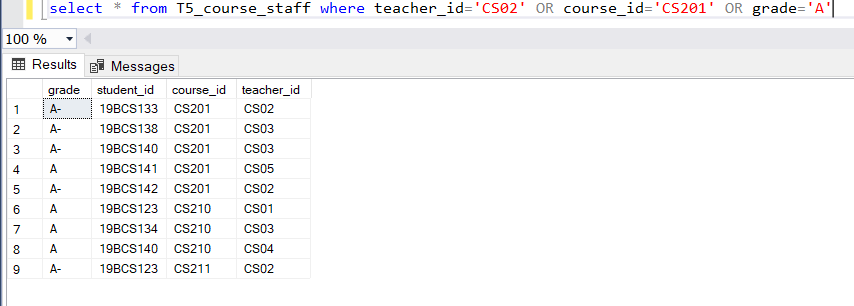 select * from T5_course_staff where teacher_id='CS02' OR course_id='CS201' OR grade='A'
100 %
Results Messages
grade student_id course_id teacher_id
1 A- 19BCS133 CS201 CS02
2 A- 19BCS138 CS201 CS03
3 A- 19BCS140 CS201 CS03
4 A 19BCS141 CS201 CS05
5 A- 19BCS142 CS201 CS02
6 A 19BCS123 CS210 CS01
7 A 19BCS134 CS210 CS03
8 A 19BCS140 CS210 CS04
9 A- 19BCS123 CS211 CS02